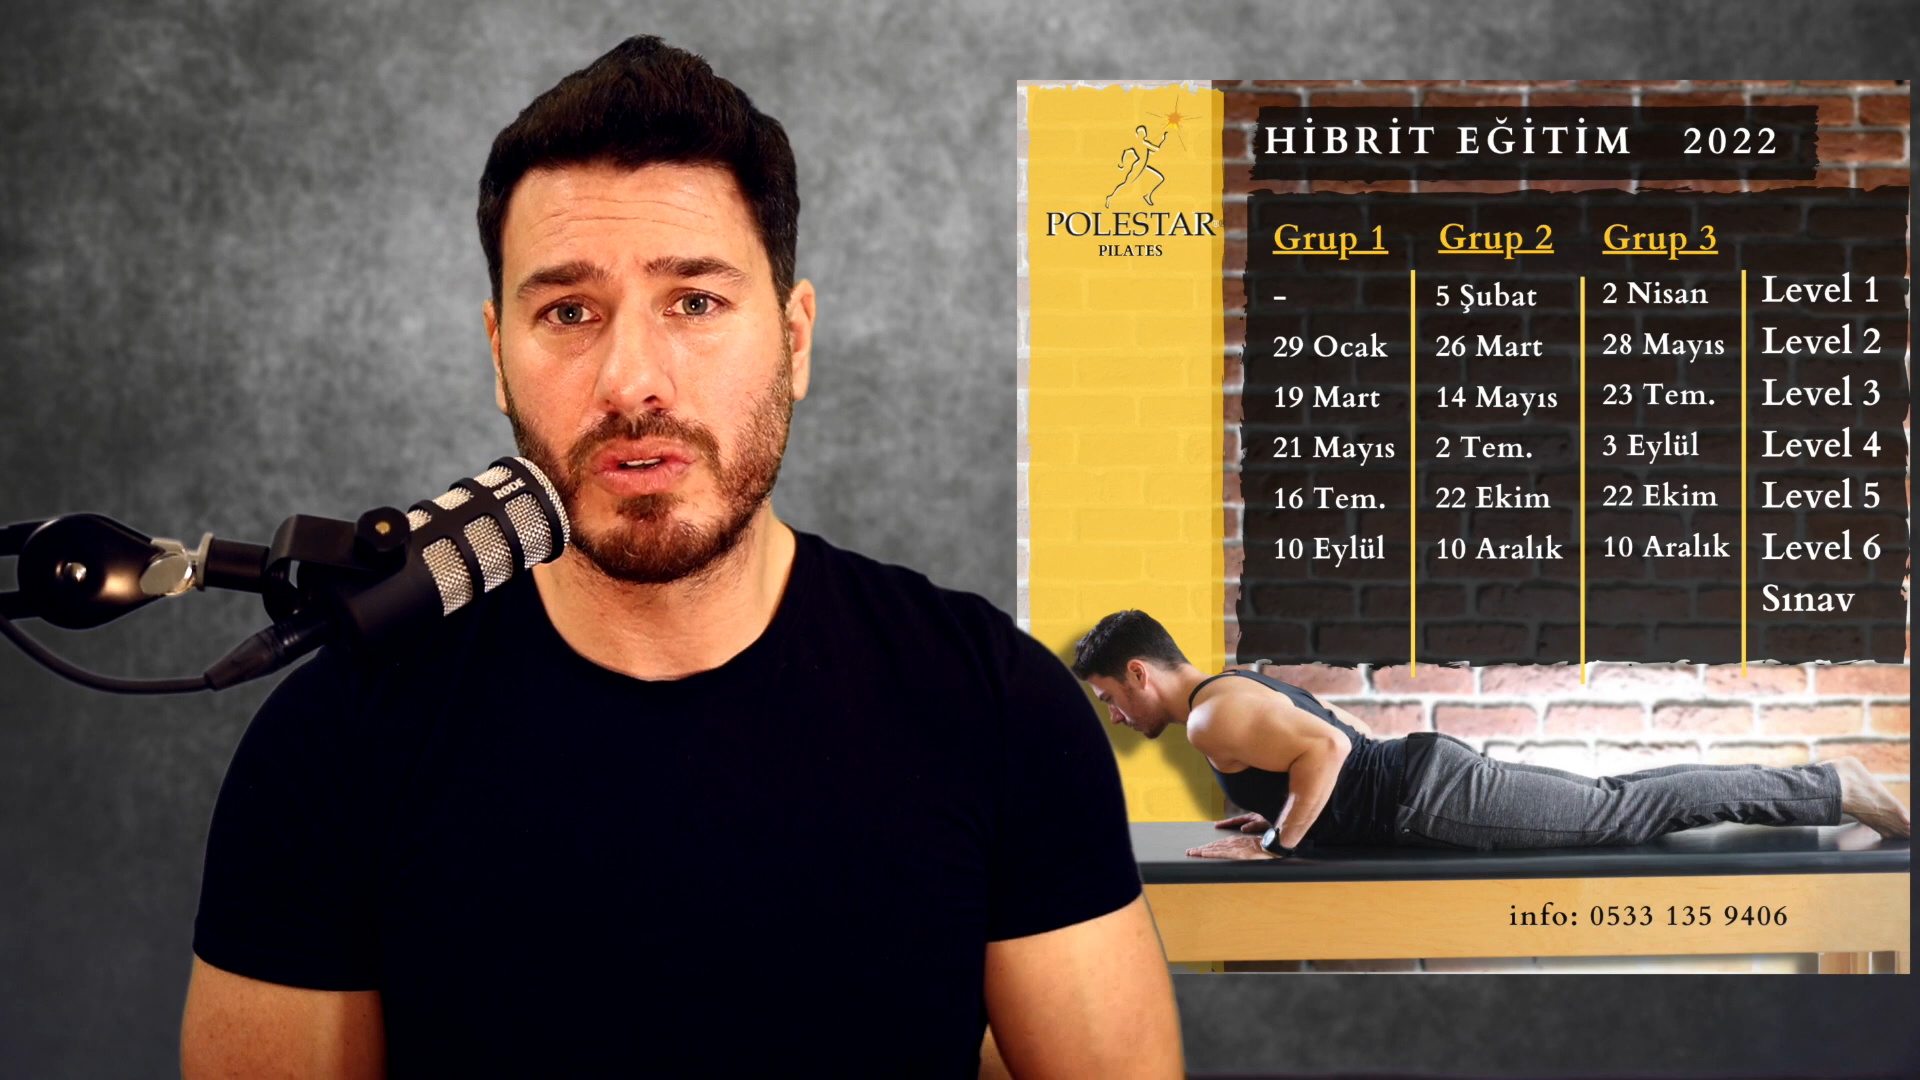 RØDE
POLESTAR
PILATES
HİBRİT EĞİTİM 2022
Grup 1 Grup 2 Grup 3
- 5 Şubat 2 Nisan Level 1
29 Ocak 26 Mart 28 Mayıs Level 2
19 Mart 14 Mayıs 23 Tem. Level 3
21 Mayıs 2 Tem. 3 Eylül Level 4
16 Tem. 22 Ekim 22 Ekim Level 5
10 Eylül 10 Aralık 10 Aralık Level 6
Sınav
info: 0533 135 9406